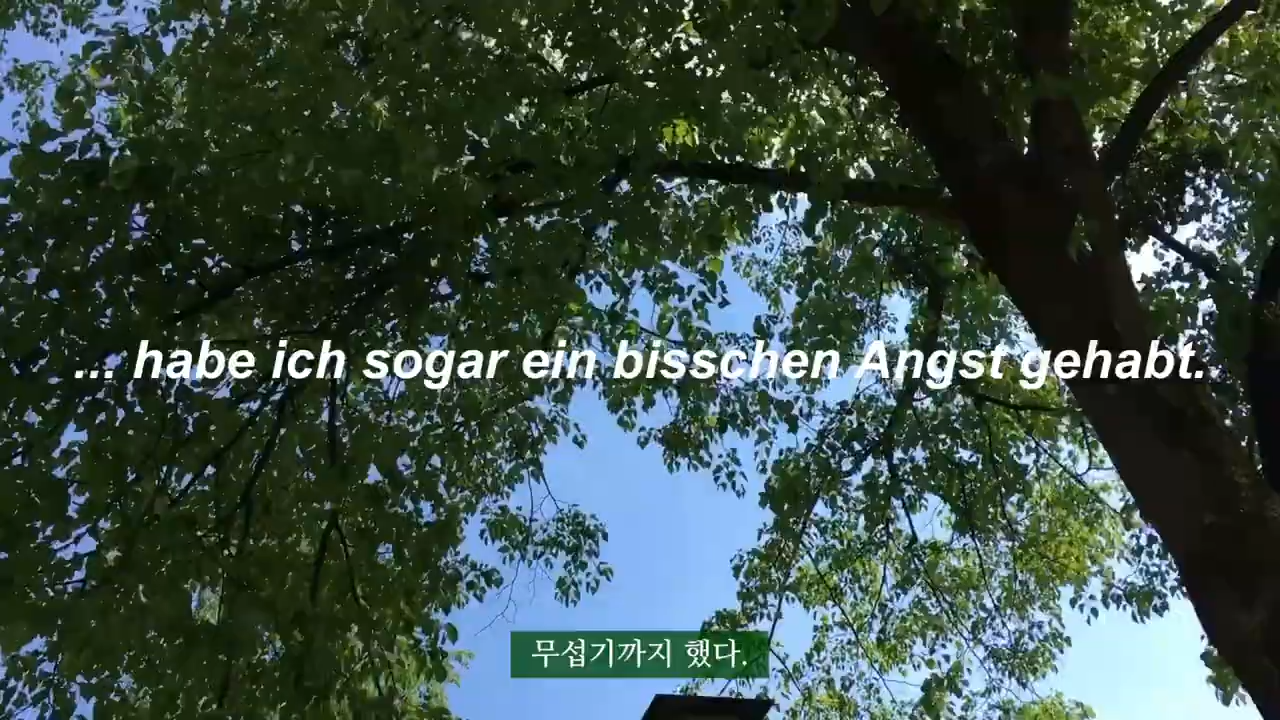 ... habe ich sogar ein bisschen Angst gehabt..
무섭기까지 했다.